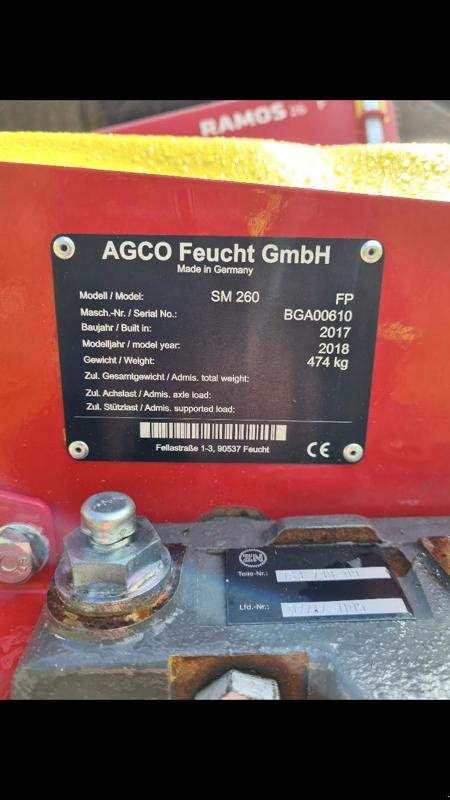 RAMOS
AGCO Feucht GmbH
Made in Germany
Modell / Model: SM 260 FP
Masch.-Nr. / Serial No.: BGA00610
Baujahr / Built in: 2017
Modelljahr / model year: 2018
Gewicht / Weight: 474 kg
Zul. Gesamtgewicht / Admis. total weight:
Zul. Achslast / Admis. axle load:
Zul. Stützlast / Admis. supported load:
Fellastraße 1-3, 90537 Feucht
CE
Teile-Nr.:
Lfd.-Nr.: